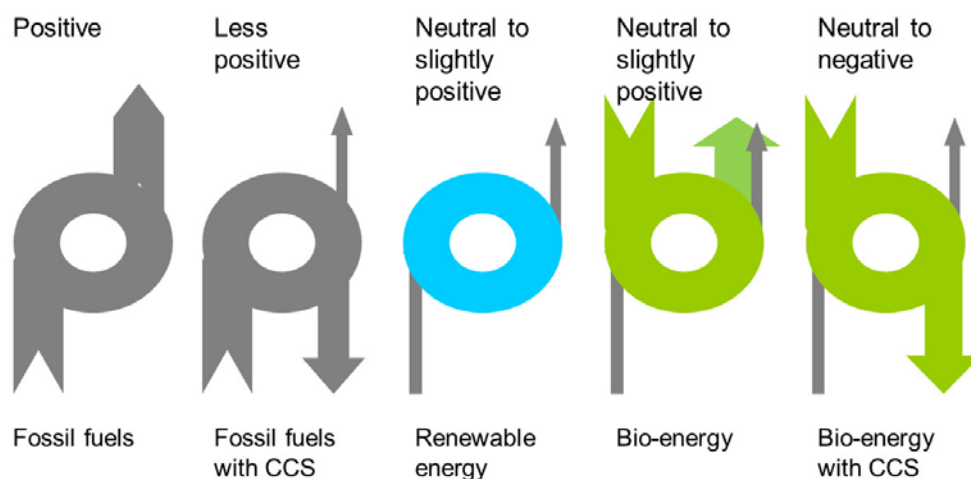 Positive
Less
positive
Neutral to
slightly
positive
Neutral to
slightly
positive
Neutral to
negative
Fossil fuels
Fossil fuels
with CCS
Renewable
energy
Bio-energy
Bio-energy
with CCS